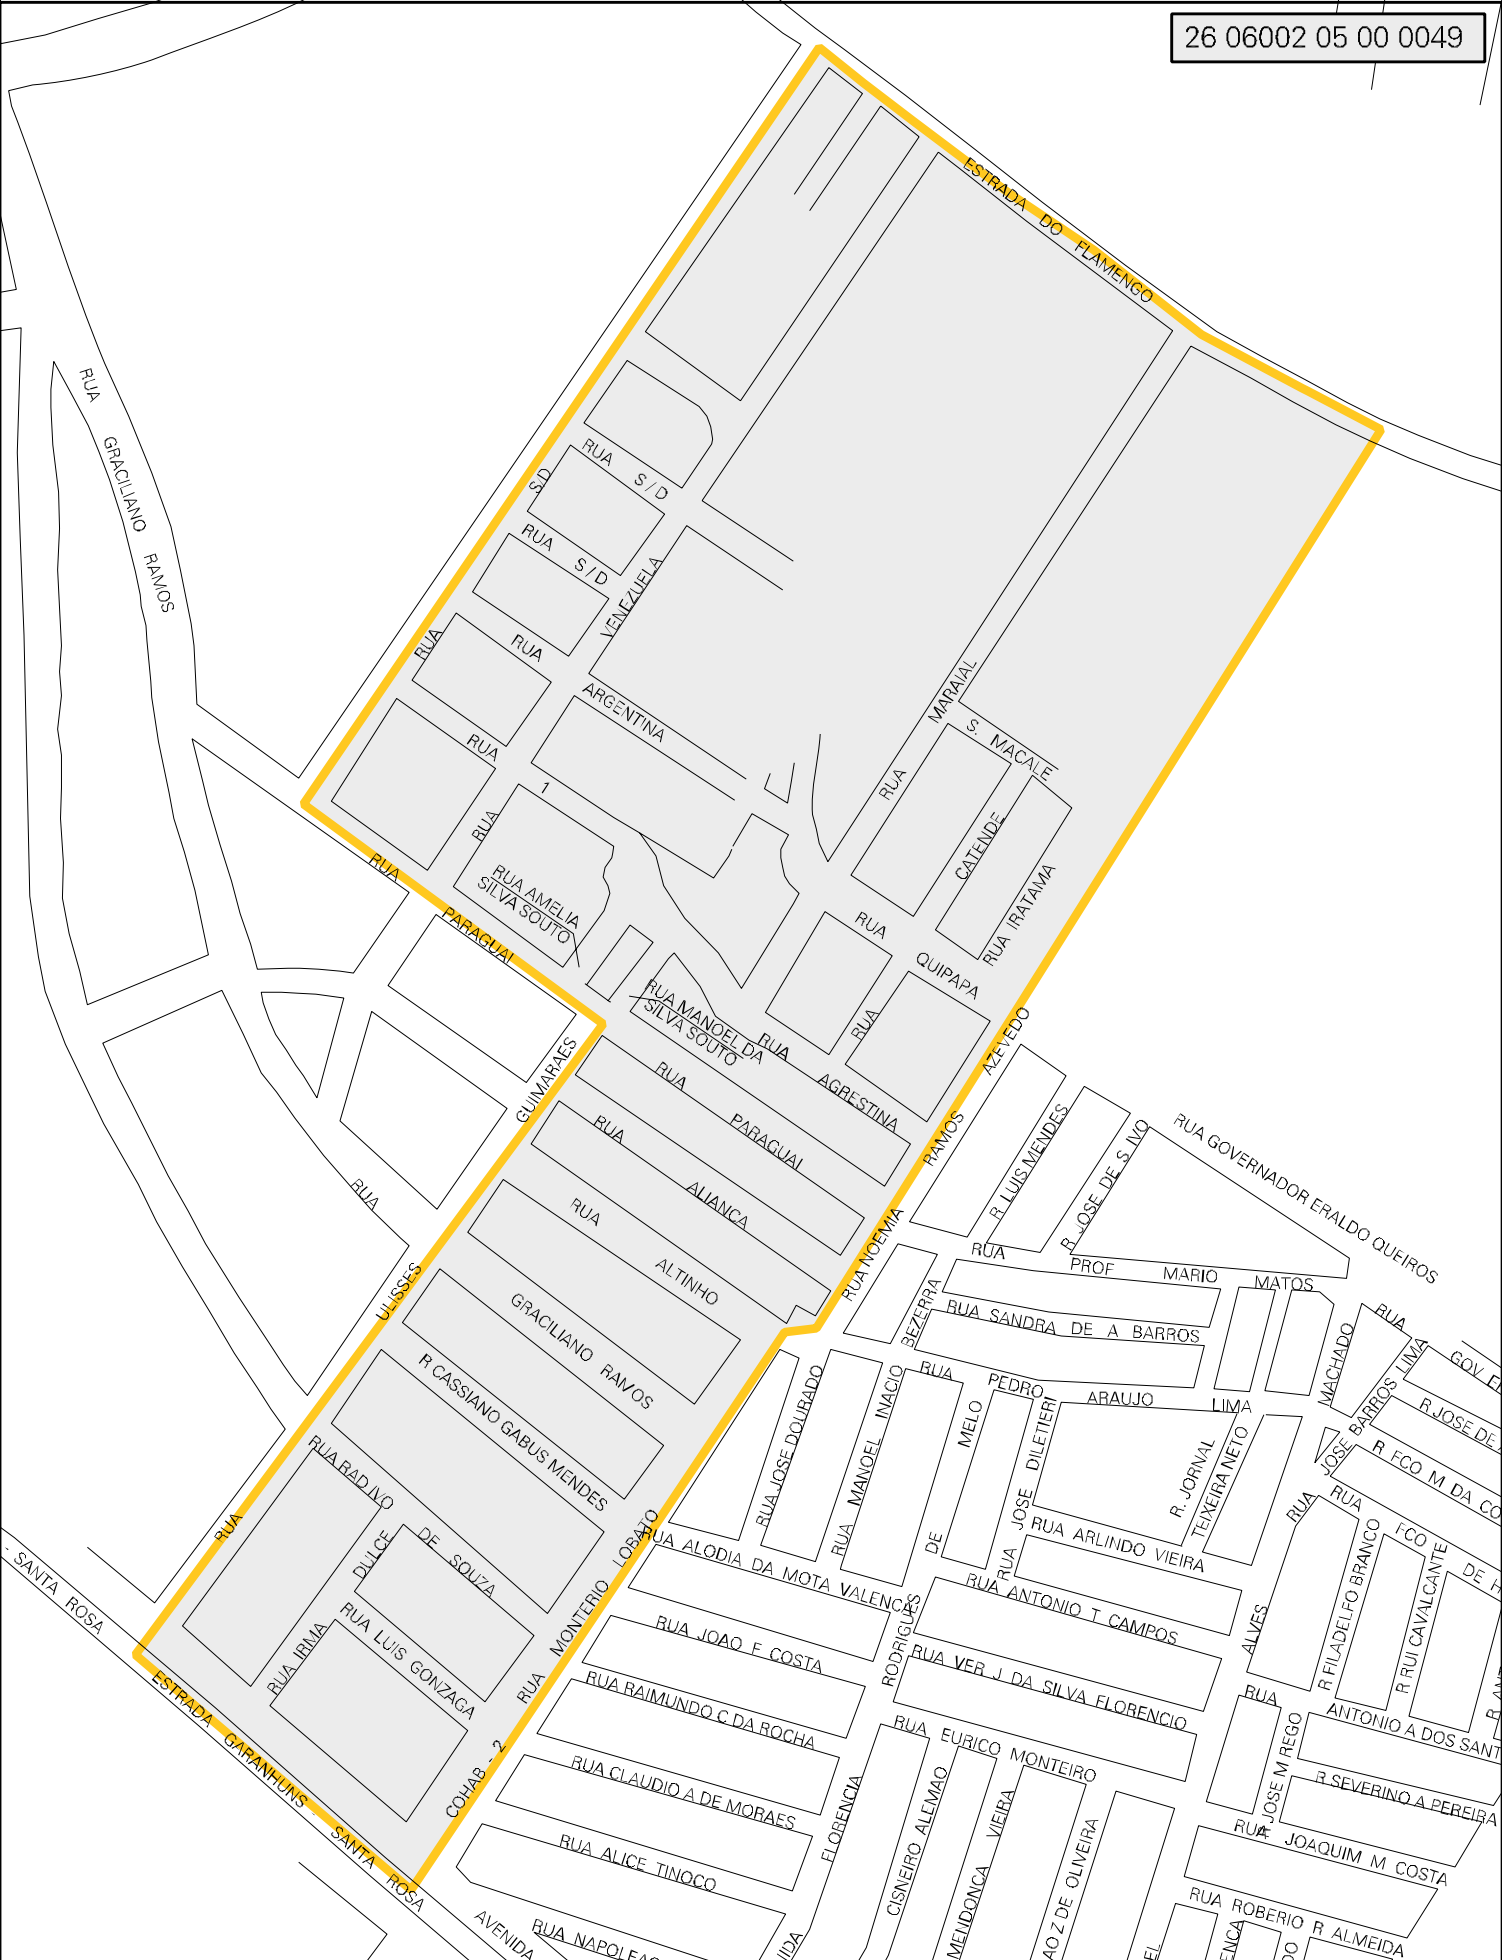 26 06002 05 00 0049
ESTRADA DO FLAMENGO
RUA GRACILIANO RAMOS
RUA S/D
S/D
RUA S/D
VENEZUELA
RUA
RUA ARGENTINA
MARAIAL
S. MACALE
RUA
RUA 1
RUA
CATENDE
RUA IRATAMA
RUA PARAGUAI
RUA AMELIA
SILVA SOUTO
RUA QUIPAPA
RUA
RUA MANOEL DA
SILVA SOUTO
RUA AGRESTINA
GUIMARAES
AZEVEDO
RUA PARAGUAI
RUA ALIANCA
RAMOS
R LUIS MENDES
R JOSE DE S IVO
RUA GOVERNADOR ERALDO QUEIROS
RUA
RUA ALTINHO
RUA NOEMIA
ULISSES
GRACILIANO RAMOS
RUA PROF MARIO MATOS
BEZERRA
RUA SANDRA DE A BARROS
RUA
MACHADO
GOV
R CASSIANO GABUS MENDES
RUA PEDRO ARAUJO LIMA
JOSE BARROS LIMA
R JOSE DE
RUA JOSE DOURADO
RUA MANOEL INACIO
MELO
DE
RUA JOSE DILETIERI
R. JORNAL
TEIXEIRA NETO
R FCO M DA CO
RUA RAD IVO DE SOUZA
DULCE
RUA IRMA
RUA
RUA LUIS GONZAGA
RUA MONTERIO LOBATO
RUA ALODIA DA MOTA VALENCA
RUA ARLINDO VIEIRA
RUA
RUA FCO DE H
RUA ANTONIO T CAMPOS
R FILADELFO BRANCO
R RUI CAVALCANTE
ALVES
RODRIGUES
SANTA ROSA
RUA JOAO F COSTA
RUA VER J DA SILVA FLORENCIO
RUA RAIMUNDO C DA ROCHA
RUA ANTONIO A DOS SANT
ESTRADA GARANHUNS - SANTA ROSA
COHAB - 2
RUA EURICO MONTEIRO
JOSE M REGO
R SEVERINO A PEREIRA
RUA CLAUDIO A DE MORAES
FLORENCIA
CISNEIRO ALEMAO
MENDONCA VIEIRA
AO Z DE OLIVEIRA
RUA JOAQUIM M COSTA
RUA ALICE TINOCO
RUA ROBERIO R ALMEIDA
AVENIDA
RUA NAPOLEAO
IDA
EL
ENCA
DO